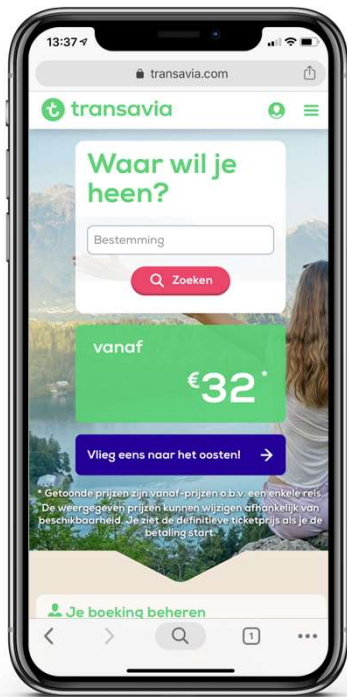 13:37
transavia.com
transavia
Waar wil je
heen?
Bestemming
Zoeken
vanaf
€32*
Vlieg eens naar het oosten!
* Getoonde prijzen zijn vanaf-prijzen o.b.v. een enkele reis.
De weergegeven prijzen kunnen wijzigen afhankelijk van
beschikbaarheid. Je ziet de definitieve ticketprijs als je de
betaling start.
Je boeking beheren
1